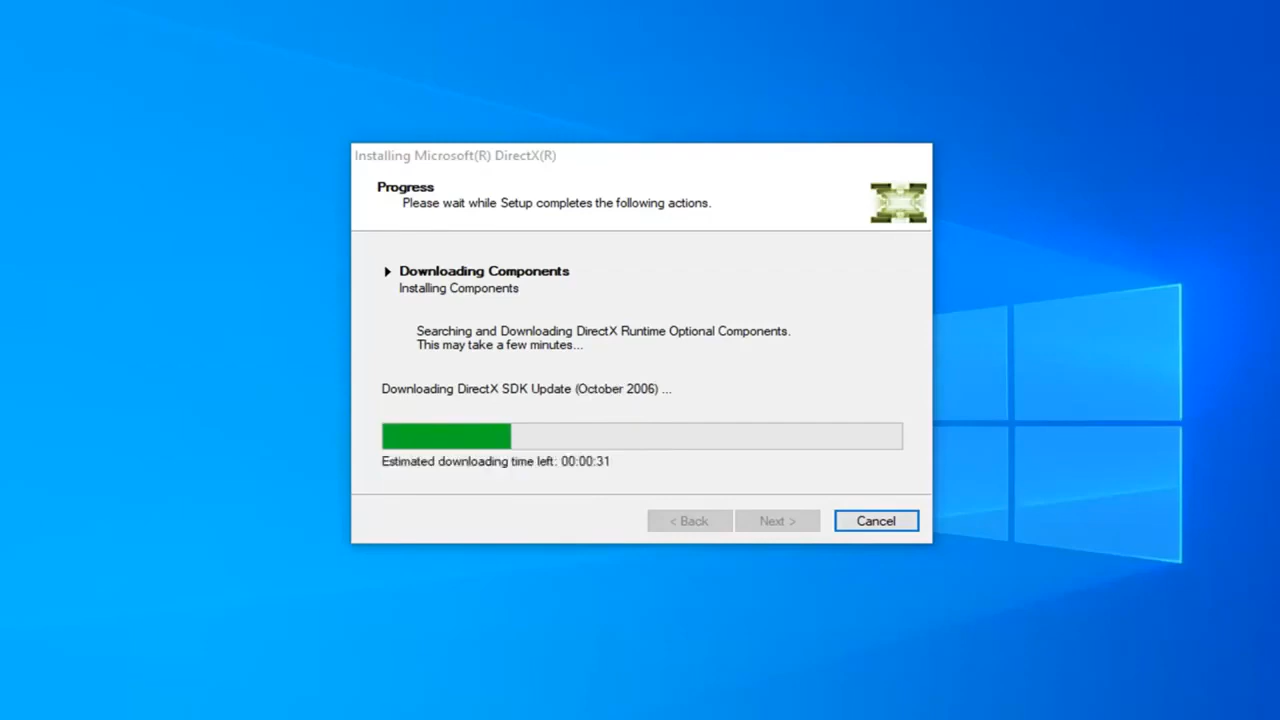 Installing Microsoft(R) DirectX(R)
Progress
Please wait while Setup completes the following actions.
Downloading Components
Installing Components
Searching and Downloading DirectX Runtime Optional Components.
This may take a few minutes...
Downloading DirectX SDK Update (October 2006) ...
Estimated downloading time left: 00:00:31
< Back Next > Cancel